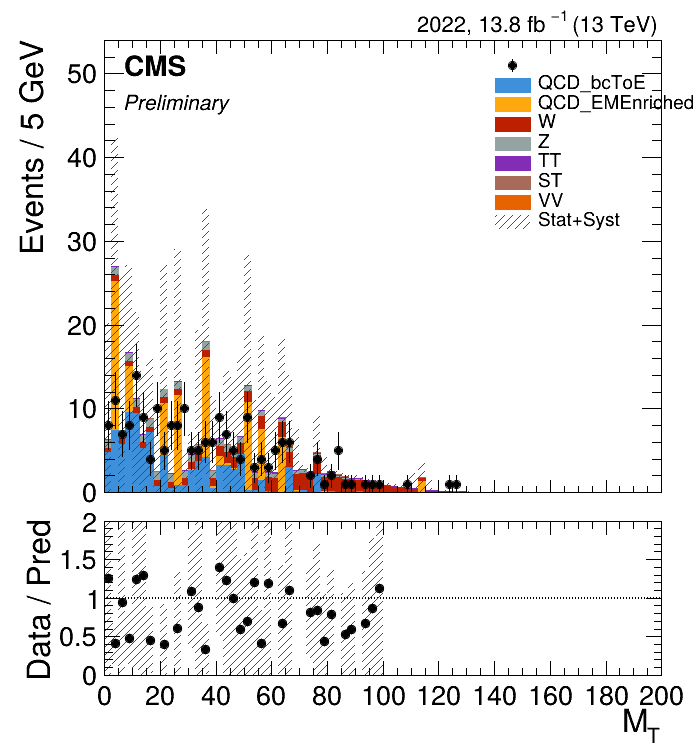 2022, 13.8 fb⁻¹ (13 TeV)
CMS
Preliminary
QCD_bcToE
QCD_EMEnriched
W
Z
TT
ST
VV
Stat+Syst
Events / 5 GeV
50
40
30
20
10
0
Data / Pred
2
1.5
1
0.5
0
0 20 40 60 80 100 120 140 160 180 200
M_T